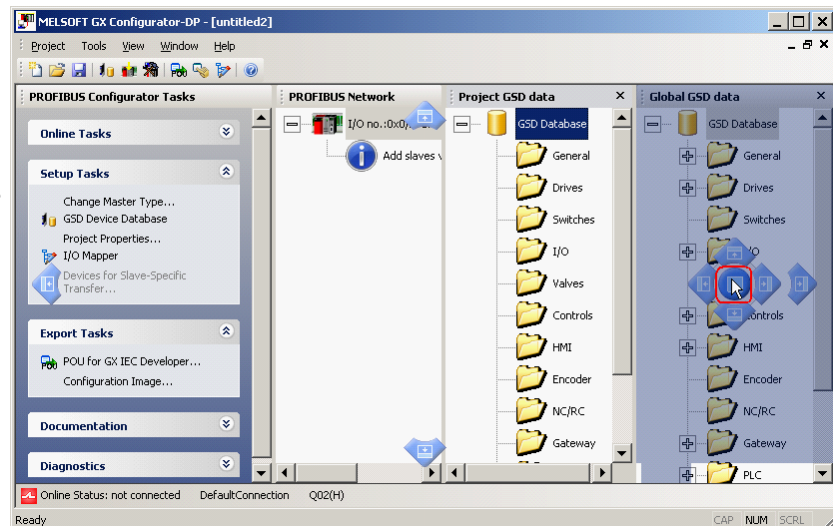 MELSOFT GX Configurator-DP - [untitled2]
Project Tools View Window Help
PROFIBUS Configurator Tasks
Online Tasks
Setup Tasks
Change Master Type...
GSD Device Database
Project Properties...
I/O Mapper
Devices for Slave-Specific
Transfer...
Export Tasks
POU for GX IEC Developer...
Configuration Image...
Documentation
Diagnostics
PROFIBUS Network
I/O no.:0x0/
Add slaves
Project GSD data
GSD Database
General
Drives
Switches
I/O
Valves
Controls
HMI
Encoder
NC/RC
Gateway
Global GSD data
GSD Database
General
Drives
Switches
I/O
Controls
HMI
Encoder
NC/RC
Gateway
PLC
Online Status: not connected DefaultConnection Q02(H)
Ready CAP NUM SCRL